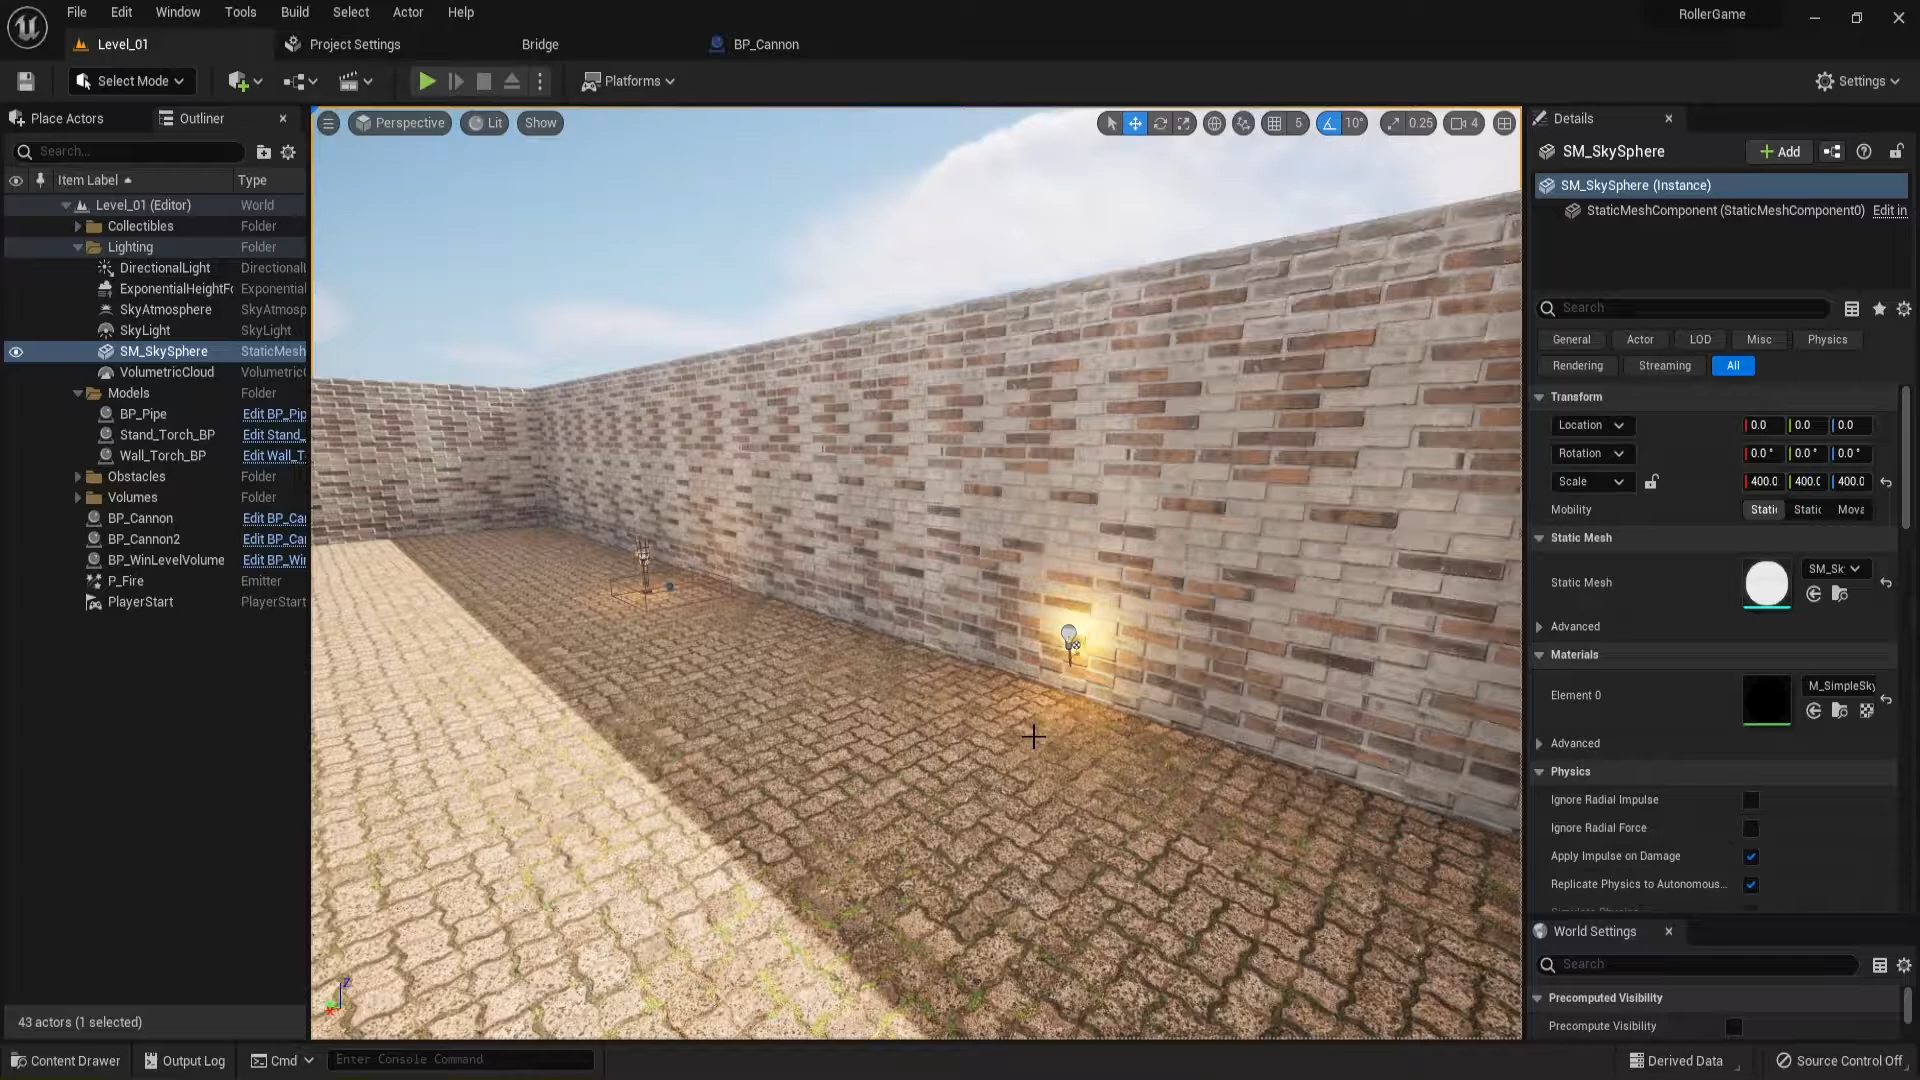 File Edit Window Tools Build Select Actor Help
RollerGame
Level_01
Project Settings
Bridge
BP_Cannon
Select Mode
Platforms
Settings
Place Actors
Outliner
Search...
Item Label
Type
Level_01 (Editor) World
Collectibles Folder
Lighting Folder
DirectionalLight Directional
ExponentialHeightF Exponential
SkyAtmosphere SkyAtmosp
SkyLight SkyLight
SM_SkySphere StaticMesh
VolumetricCloud Volumetric
Models Folder
BP_Pipe Edit BP_Pip
Stand_Torch_BP Edit Stand_
Wall_Torch_BP Edit Wall_T
Obstacles Folder
Volumes Folder
BP_Cannon Edit BP_Ca
BP_Cannon2 Edit BP_Ca
BP_WinLevelVolume Edit BP_Wi
P_Fire Emitter
PlayerStart PlayerStart
43 actors (1 selected)
Perspective
Lit
Show
5
10°
0.25
4
Z
X
Details
SM_SkySphere
Add
SM_SkySphere (Instance)
StaticMeshComponent (StaticMeshComponent0) Edit in
Search
General Actor LOD Misc Physics
Rendering Streaming All
Transform
Location 0.0 0.0 0.0
Rotation 0.0° 0.0° 0.0°
Scale 400.0 400.0 400.0
Mobility Static Static Mova
Static Mesh
Static Mesh SM_Sk
Advanced
Materials
Element 0 M_SimpleSky
Advanced
Physics
Ignore Radial Impulse
Ignore Radial Force
Apply Impulse on Damage
Replicate Physics to Autonomous...
World Settings
Search
Precomputed Visibility
Precompute Visibility
Content Drawer
Output Log
Cmd
Enter Console Command
Derived Data
Source Control Off